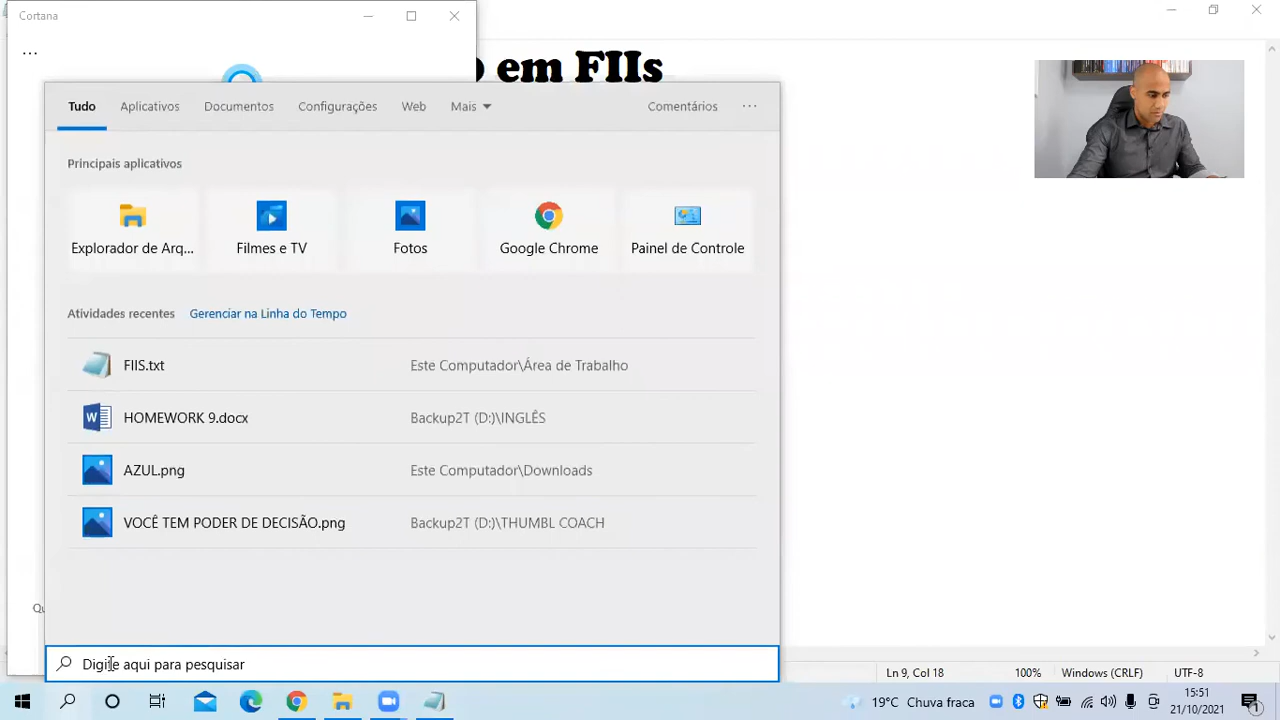 Cortana
...
o em FIIs
Tudo Aplicativos Documentos Configurações Web Mais Comentários ...
Principais aplicativos
Explorador de Arq... Filmes e TV Fotos Google Chrome Painel de Controle
Atividades recentes Gerenciar na Linha do Tempo
FIIS.txt Este Computador\Área de Trabalho
HOMEWORK 9.docx Backup2T (D:)\INGLÊS
AZUL.png Este Computador\Downloads
VOCÊ TEM PODER DE DECISÃO.png Backup2T (D:)\THUMBL COACH
Digite aqui para pesquisar
Ln 9, Col 18 100% Windows (CRLF) UTF-8
19°C Chuva fraca 15:51
21/10/2021 1